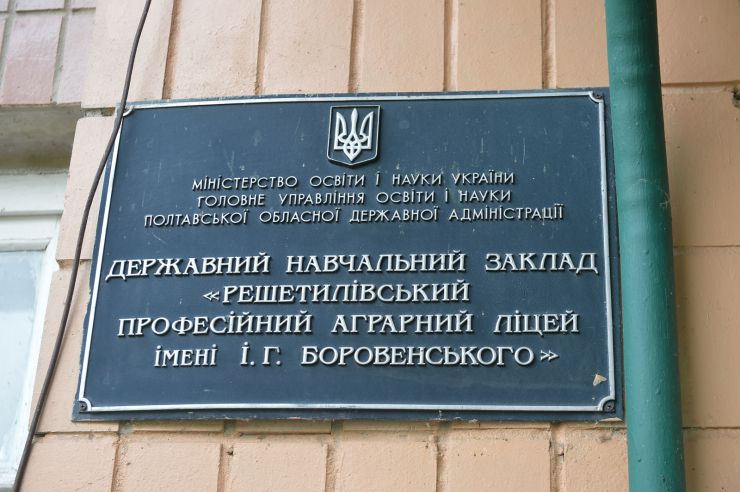 МІНІСТЕРСТВО ОСВІТИ І НАУКИ УКРАЇНИ
ГОЛОВНЕ УПРАВЛІННЯ ОСВІТИ І НАУКИ
ПОЛТАВСЬКОЇ ОБЛАСНОЇ ДЕРЖАВНОЇ АДМІНІСТРАЦІЇ
ДЕРЖАВНИЙ НАВЧАЛЬНИЙ ЗАКЛАД
«РЕШЕТИЛІВСЬКИЙ
ПРОФЕСІЙНИЙ АГРАРНИЙ ЛІЦЕЙ
ІМЕНІ І. Г. БОРОВЕНСЬКОГО»